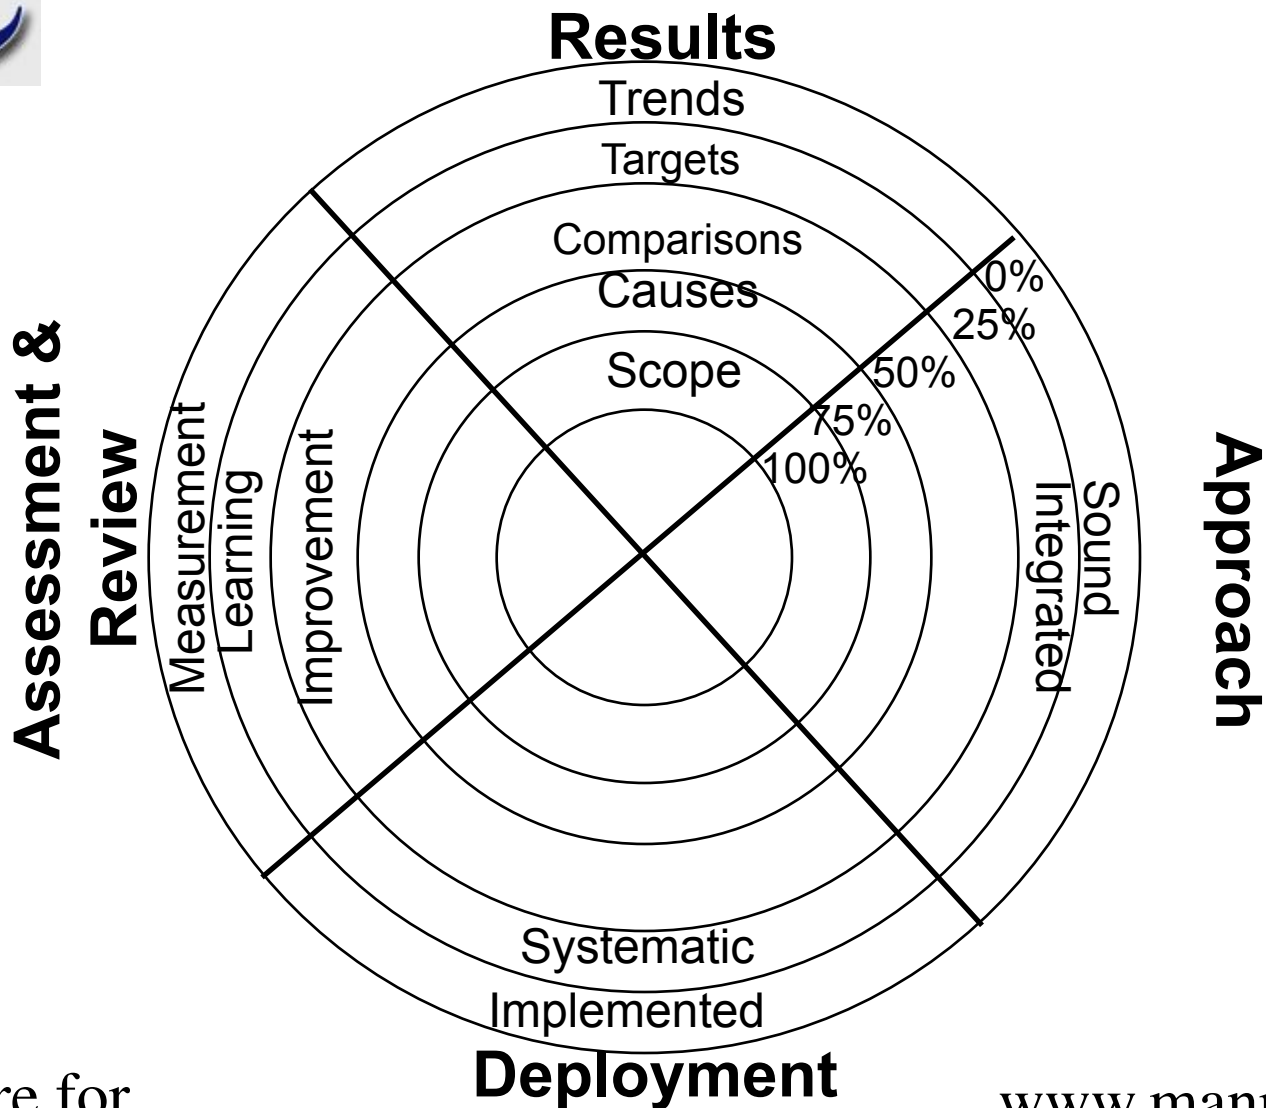 Results
Trends
Targets
Comparisons
Causes
Scope
0%
25%
50%
75%
100%
Assessment &
Review
Measurement
Learning
Improvement
Integrated
Sound
Approach
Systematic
Implemented
Deployment
for